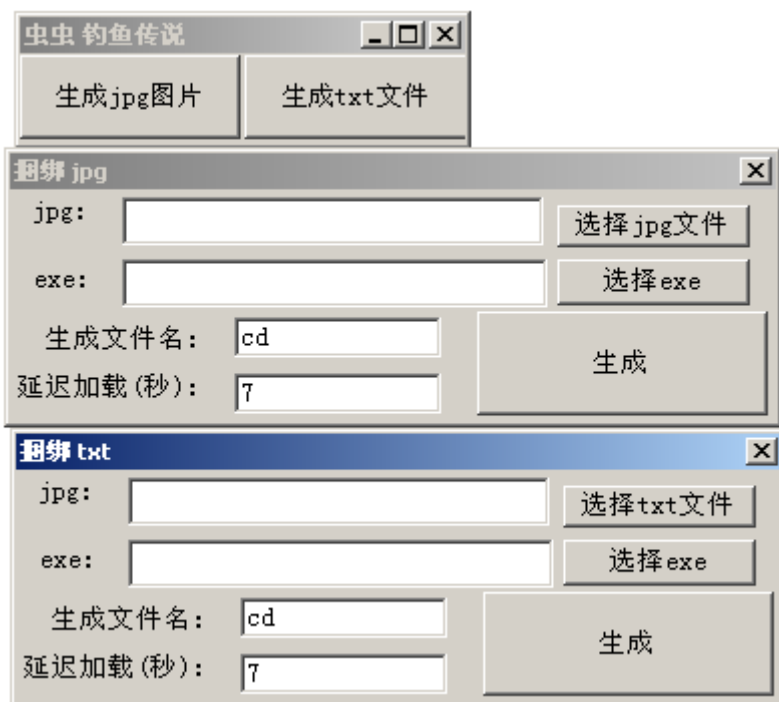 虫虫 钓鱼传说
生成jpg图片 生成txt文件
捆绑 jpg
jpg: 选择jpg文件
exe: 选择exe
生成文件名: cd
生成
延迟加载(秒): 7
捆绑 txt
jpg: 选择txt文件
exe: 选择exe
生成文件名: cd
生成
延迟加载(秒): 7